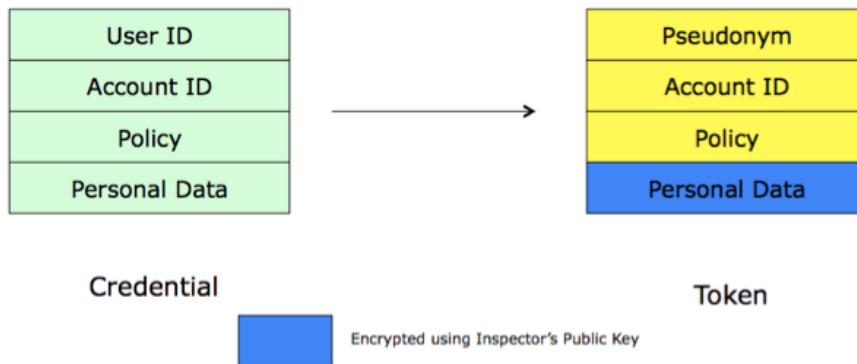 User ID
Account ID
Policy
Personal Data
Credential
Pseudonym
Account ID
Policy
Personal Data
Token
Encrypted using Inspector's Public Key